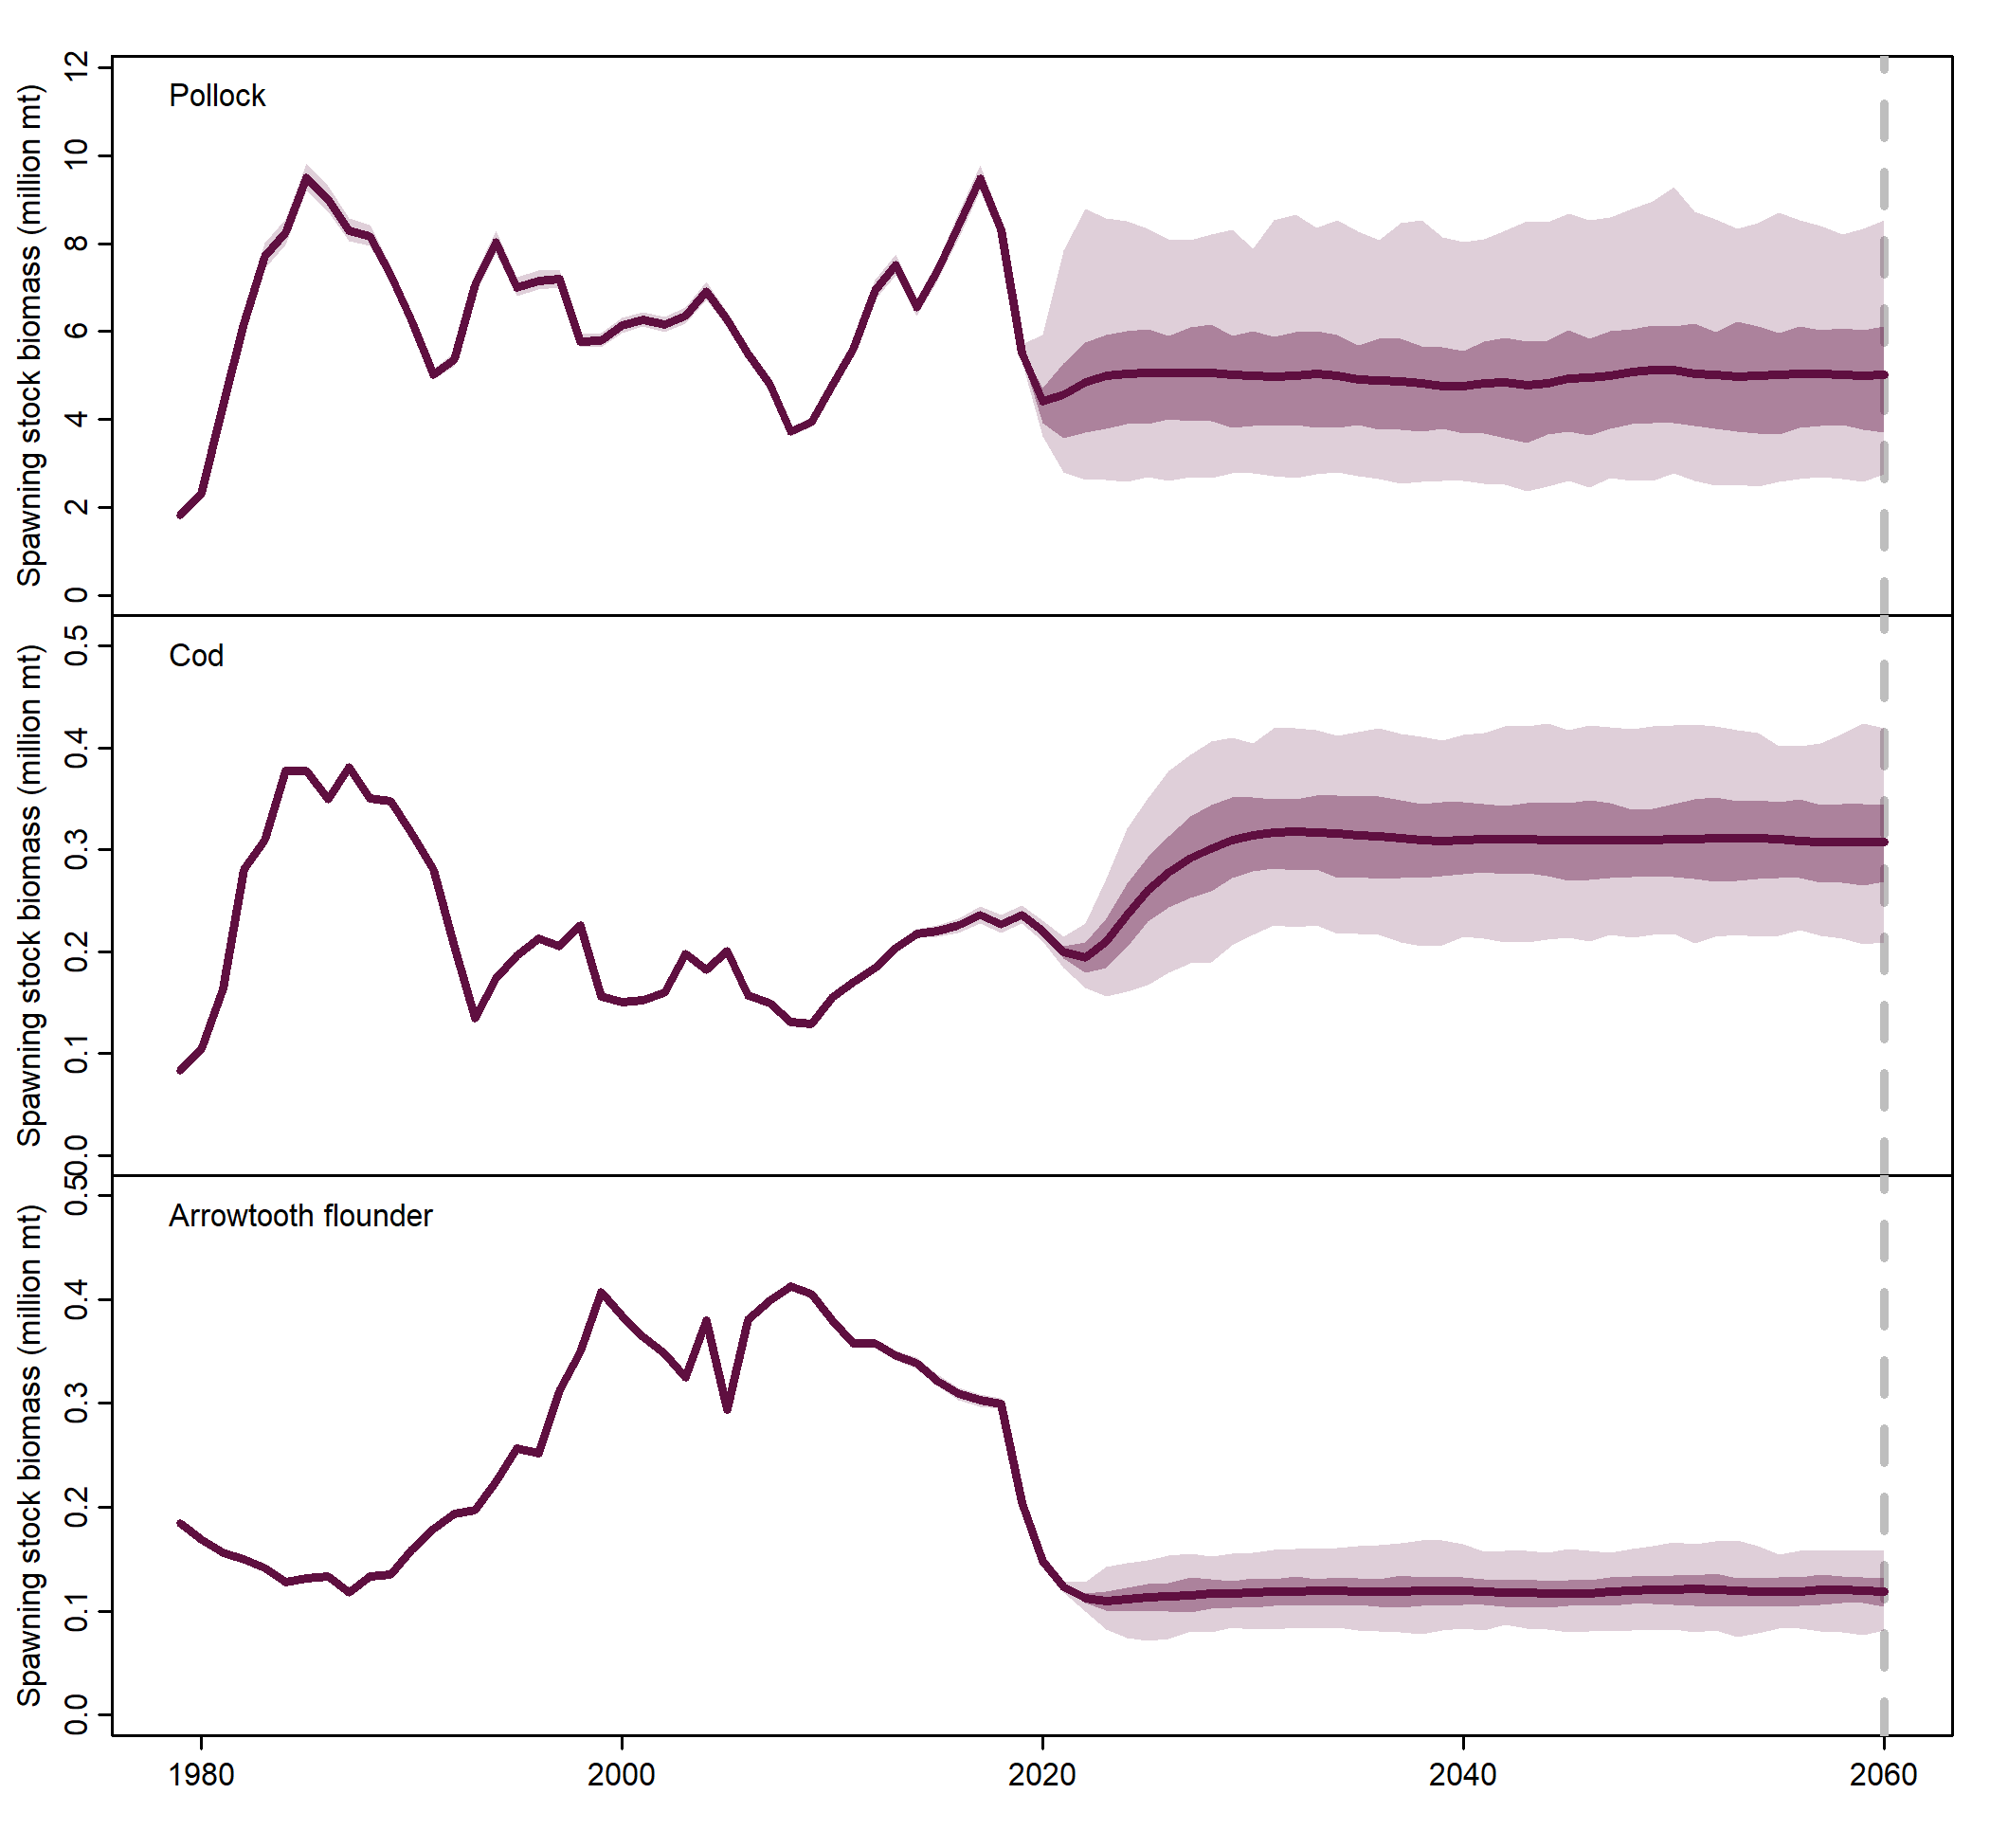 Pollock
Spawning stock biomass (million mt)
12
10
8
6
4
2
0
Cod
Spawning stock biomass (million mt)
0.5
0.4
0.3
0.2
0.1
0.0
Arrowtooth flounder
Spawning stock biomass (million mt)
0.5
0.4
0.3
0.2
0.1
0.0
1980 2000 2020 2040 2060